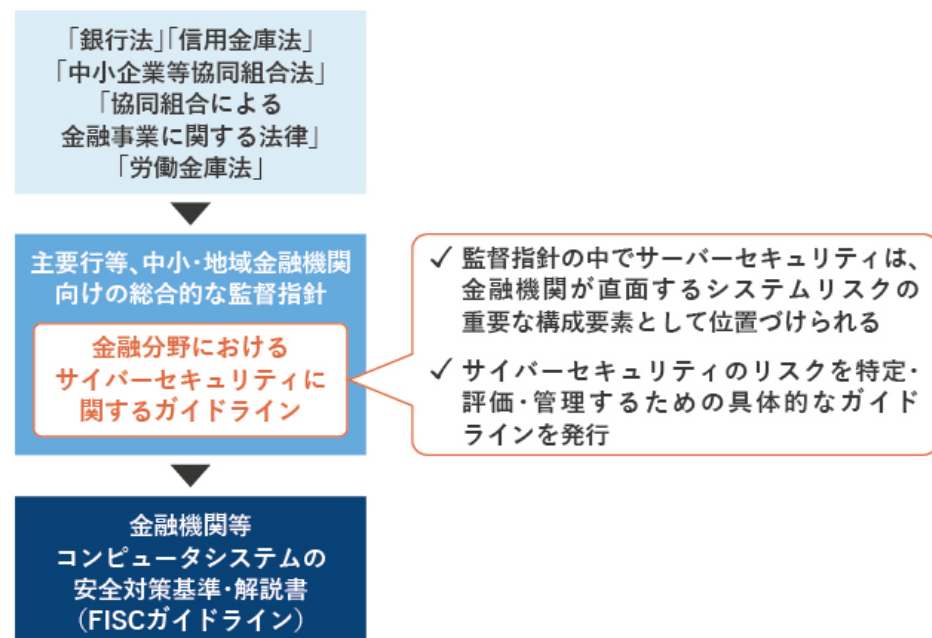 「銀行法」「信用金庫法」
「中小企業等協同組合法」
「協同組合による
金融事業に関する法律」
「労働金庫法」
主要行等、中小・地域金融機関
向けの総合的な監督指針
金融分野における
サイバーセキュリティに
関するガイドライン
✓ 監督指針の中でサーバーセキュリティは、
金融機関が直面するシステムリスクの
重要な構成要素として位置づけられる
✓ サイバーセキュリティのリスクを特定・
評価・管理するための具体的なガイド
ラインを発行
金融機関等
コンピュータシステムの
安全対策基準・解説書
（FISCガイドライン）